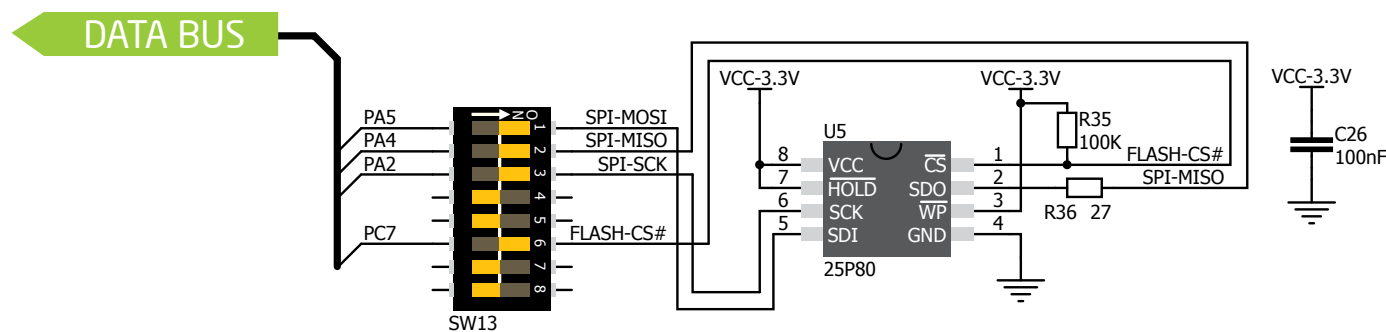 DATA BUS
PA5
PA4
PA2
PC7
ON
1
2
3
4
5
6
7
8
SW13
SPI-MOSI
SPI-MISO
SPI-SCK
FLASH-CS#
VCC-3.3V
VCC-3.3V
VCC-3.3V
R35
100K
U5
8 VCC CS 1
7 HOLD SDO 2
6 SCK WP 3
5 SDI GND 4
25P80
FLASH-CS#
SPI-MISO
R36 27
C26
100nF